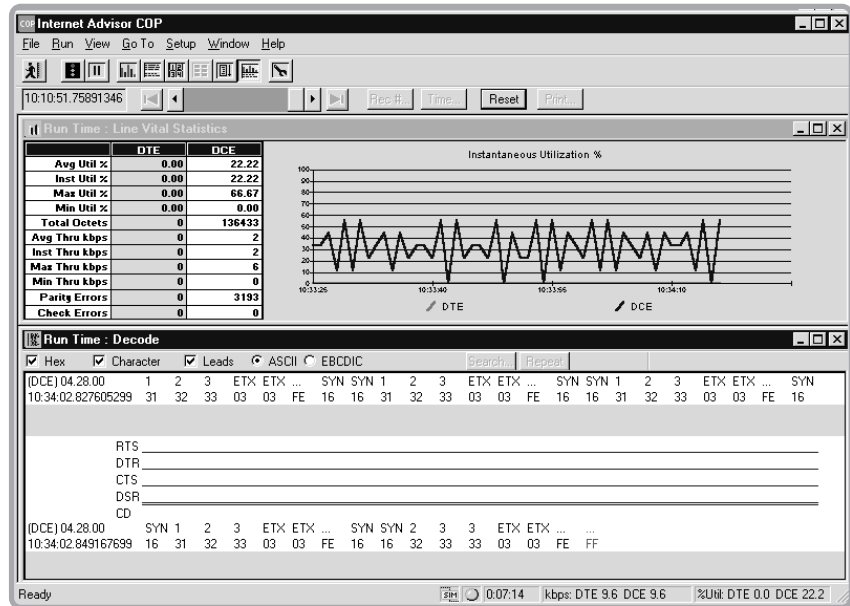 COP Internet Advisor COP
File Run View Go To Setup Window Help
10:10:51.75891346 Rec #... Time... Reset Print...
Run Time : Line Vital Statistics
DTE DCE
Avg Util % 0.00 22.22
Inst Util % 0.00 22.22
Max Util % 0.00 66.67
Min Util % 0.00 0.00
Total Octets 0 136433
Avg Thru kbps 0 2
Inst Thru kbps 0 2
Max Thru kbps 0 6
Min Thru kbps 0 0
Parity Errors 0 3193
Check Errors 0 0
Instantaneous Utilization %
100
90
80
70
60
50
40
30
20
10
0
10:33:25 10:33:40 10:33:56 10:34:10
DTE DCE
Run Time : Decode
Hex Character Leads ASCII EBCDIC Search... Repeat
(DCE) 04.28.00 1 2 3 ETX ETX ... SYN SYN 1 2 3 ETX ETX ... SYN SYN 1 2 3 ETX ETX ... SYN
10:34:02.827605299 31 32 33 03 03 FE 16 16 31 32 33 03 03 FE 16 16 31 32 33 03 03 FE 16
RTS
DTR
CTS
DSR
CD
(DCE) 04.28.00 SYN 1 2 3 ETX ETX ... SYN SYN 2 3 3 ETX ETX ... ...
10:34:02.849167699 16 31 32 33 03 03 FE 16 16 32 33 33 03 03 FE FF
Ready SIM 0:07:14 kbps: DTE 9.6 DCE 9.6 %Util: DTE 0.0 DCE 22.2